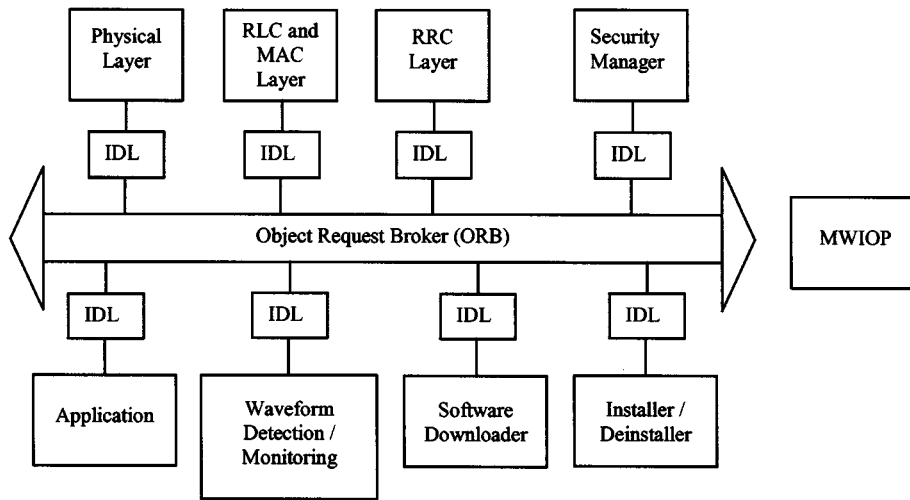 Physical
Layer
RLC and
MAC
Layer
RRC
Layer
Security
Manager
IDL
IDL
IDL
IDL
Object Request Broker (ORB)
MWIOP
IDL
IDL
IDL
IDL
Application
Waveform
Detection /
Monitoring
Software
Downloader
Installer /
Deinstaller